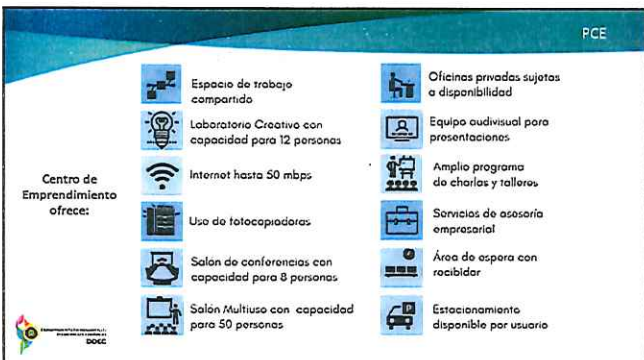 PCE
Centro de
Emprendimiento
ofrece:
Espacio de trabajo
compartido
Laboratorio Creativo con
capacidad para 12 personas
Internet hasta 50 mbps
Uso de fotocopiadoras
Salón de conferencias con
capacidad para 8 personas
Salón Multiuso con capacidad
para 50 personas
Oficinas privadas sujetas
a disponibilidad
Equipo audivisual para
presentaciones
Amplio programa
de charlas y talleres
Servicios de asesoría
empresarial
Área de espera con
recibidor
Estacionamiento
disponible por usuario
DDEC